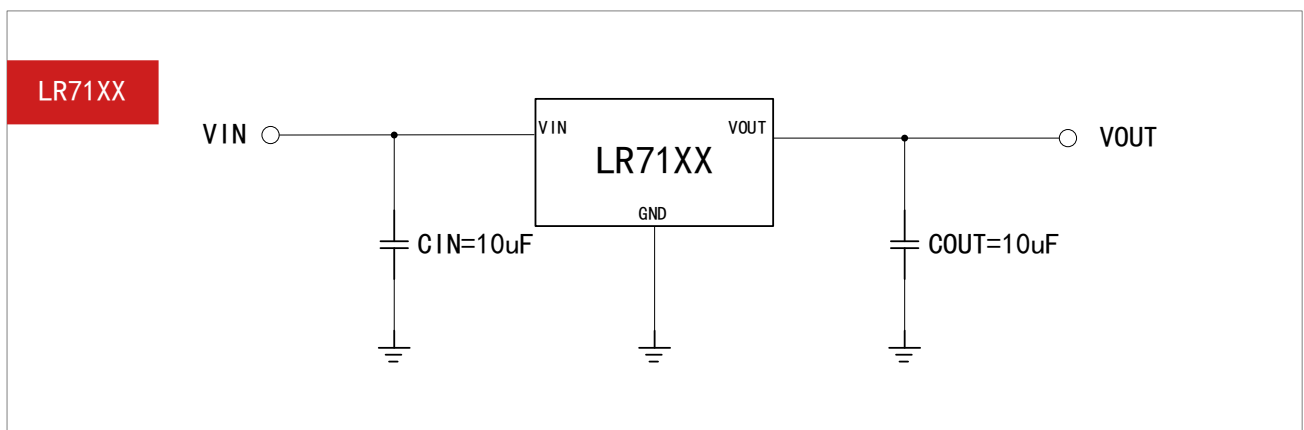 LR71XX
VIN
VIN
VOUT
VOUT
LR71XX
GND
CIN=10uF
COUT=10uF